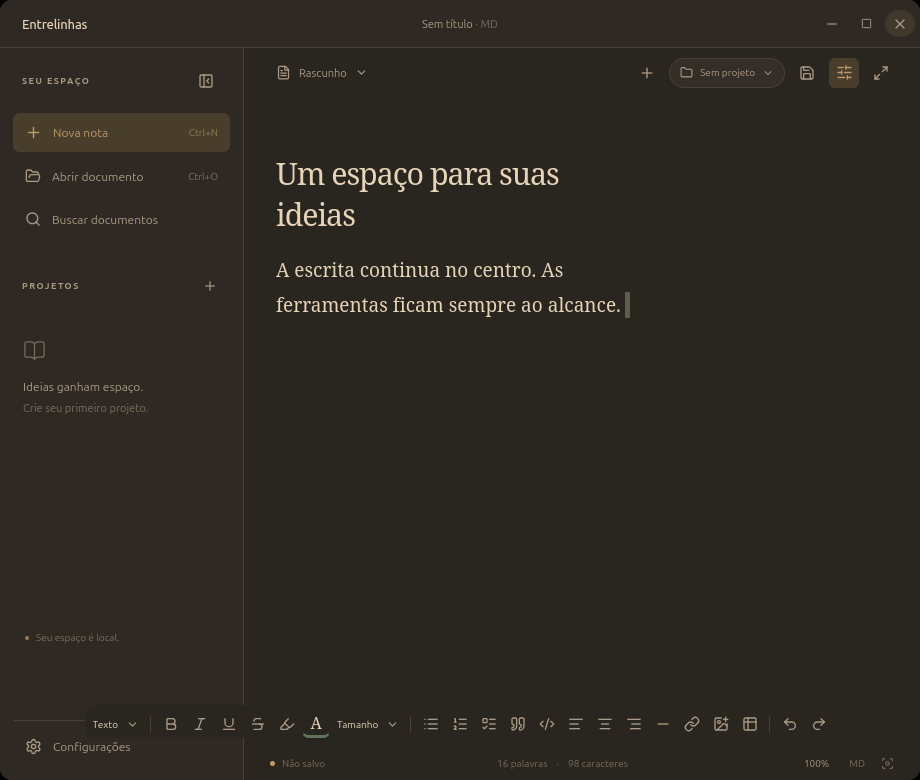 Entrelinhas
Sem título · MD
SEU ESPAÇO
Rascunho
Sem projeto
Nova nota
Ctrl+N
Abrir documento
Ctrl+O
Buscar documentos
Um espaço para suas
ideias
A escrita continua no centro. As
ferramentas ficam sempre ao alcance.
PROJETOS
Ideias ganham espaço.
Crie seu primeiro projeto.
Seu espaço é local.
Texto
B I U S A
Tamanho
Configurações
Não salvo
16 palavras · 98 caracteres
100%
MD